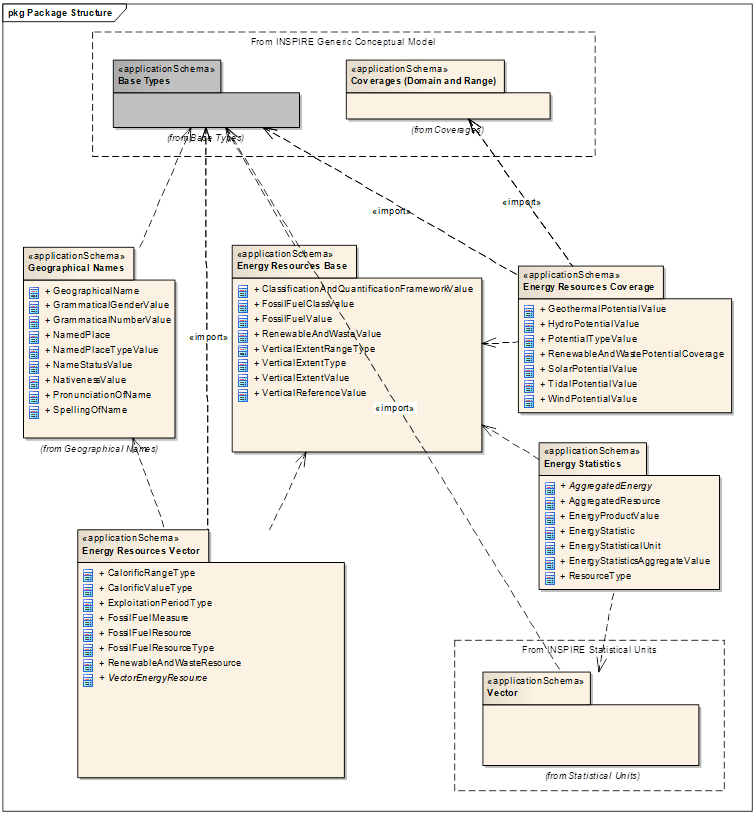 pkg Package Structure
From INSPIRE Generic Conceptual Model
«applicationSchema»
Base Types
(from Base Types)
«applicationSchema»
Coverages (Domain and Range)
(from Coverages)
«import»
«import»
«applicationSchema»
Geographical Names
+ GeographicalName
+ GrammaticalGenderValue
+ GrammaticalNumberValue
+ NamedPlace
+ NamedPlaceTypeValue
+ NameStatusValue
+ NativenessValue
+ PronunciationOfName
+ SpellingOfName
(from Geographical Names)
«import»
«applicationSchema»
Energy Resources Base
+ ClassificationAndQuantificationFrameworkValue
+ FossilFuelClassValue
+ FossilFuelValue
+ RenewableAndWasteValue
+ VerticalExtentRangeType
+ VerticalExtentType
+ VerticalExtentValue
+ VerticalReferenceValue
«import»
«applicationSchema»
Energy Resources Coverage
+ GeothermalPotentialValue
+ HydroPotentialValue
+ PotentialTypeValue
+ RenewableAndWastePotentialCoverage
+ SolarPotentialValue
+ TidalPotentialValue
+ WindPotentialValue
«applicationSchema»
Energy Statistics
+ AggregatedEnergy
+ AggregatedResource
+ EnergyProductValue
+ EnergyStatistic
+ EnergyStatisticalUnit
+ EnergyStatisticsAggregateValue
+ ResourceType
«applicationSchema»
Energy Resources Vector
+ CalorificRangeType
+ CalorificValueType
+ ExploitationPeriodType
+ FossilFuelMeasure
+ FossilFuelResource
+ FossilFuelResourceType
+ RenewableAndWasteResource
+ VectorEnergyResource
From INSPIRE Statistical Units
«applicationSchema»
Vector
(from Statistical Units)